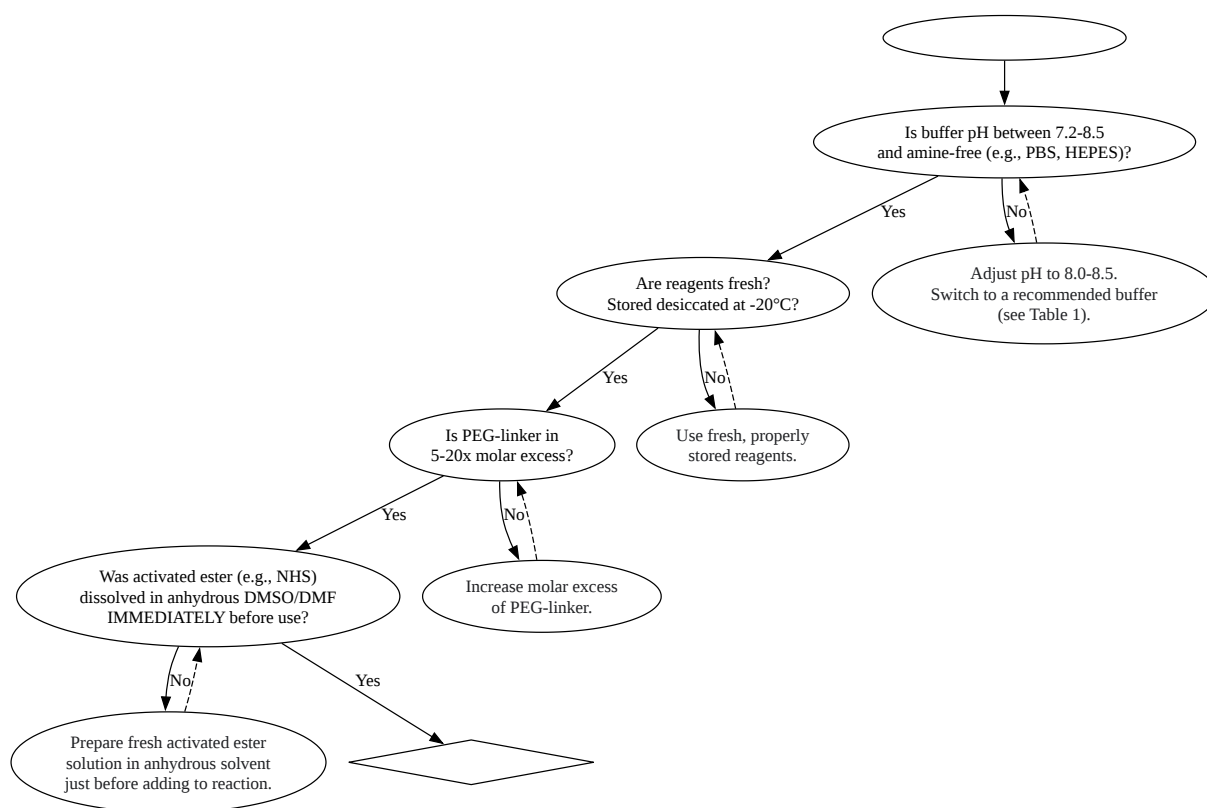 Is buffer pH between 7.2-8.5
and amine-free (e.g., PBS, HEPES)?
Yes
No
Adjust pH to 8.0-8.5.
Switch to a recommended buffer
(see Table 1).
Are reagents fresh?
Stored desiccated at -20°C?
Yes
No
Use fresh, properly
stored reagents.
Is PEG-linker in
5-20x molar excess?
Yes
No
Increase molar excess
of PEG-linker.
Was activated ester (e.g., NHS)
dissolved in anhydrous DMSO/DMF
IMMEDIATELY before use?
No
Yes
Prepare fresh activated ester
solution in anhydrous solvent
just before adding to reaction.